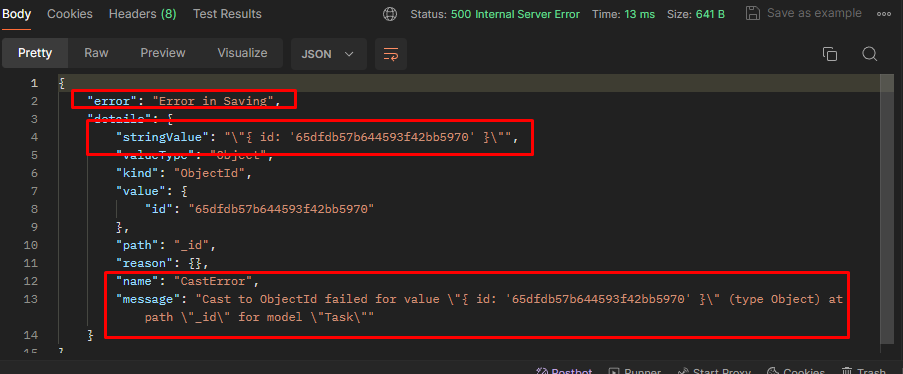 Body Cookies Headers (8) Test Results Status: 500 Internal Server Error Time: 13 ms Size: 641 B Save as example
Pretty Raw Preview Visualize JSON
1 {
2 "error": "Error in Saving",
3 "details": {
4 "stringValue": "\"{ id: '65dfdb57b644593f42bb5970' }\"",
5 "valueType": "Object",
6 "kind": "ObjectId",
7 "value": {
8 "id": "65dfdb57b644593f42bb5970"
9 },
10 "path": "_id",
11 "reason": {},
12 "name": "CastError",
13 "message": "Cast to ObjectId failed for value \"{ id: '65dfdb57b644593f42bb5970' }\" (type Object) at
path \"_id\" for model \"Task\""
14 }
15 }
Postbot Runner Start Proxy Cookies Trash